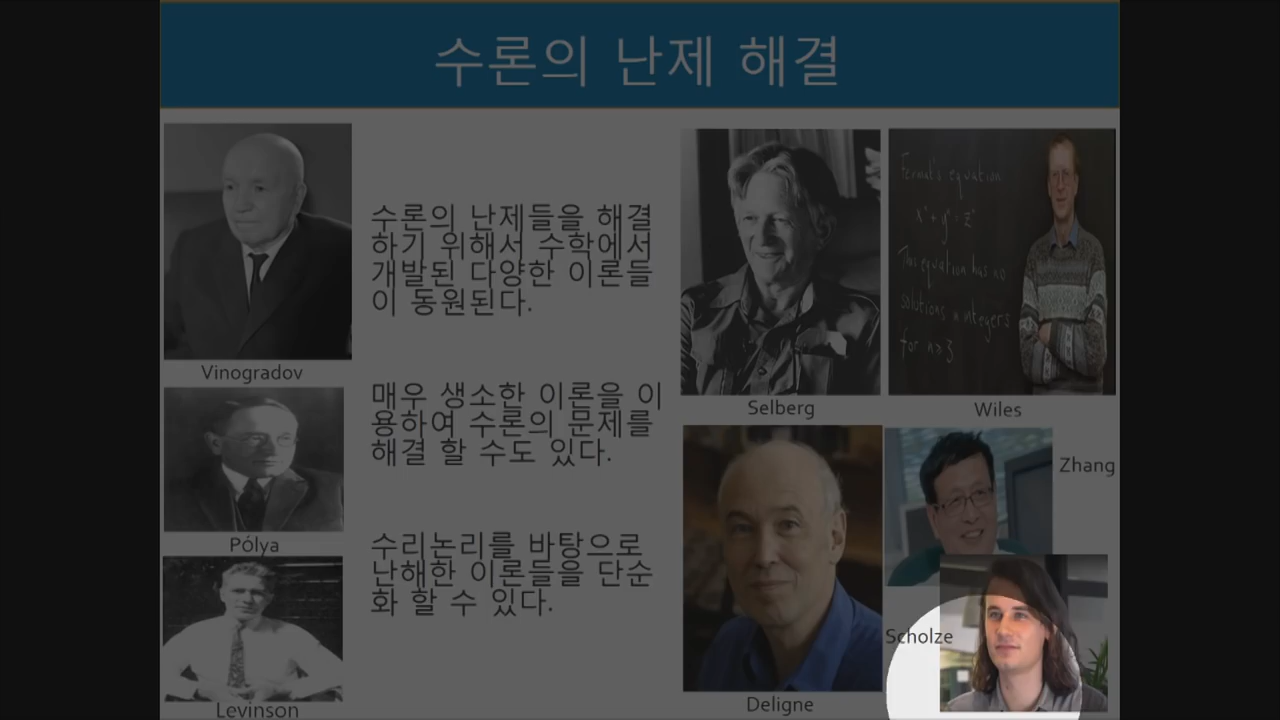 수론의 난제 해결
수론의 난제들을 해결
하기 위해서 수학에서
개발된 다양한 이론들
이 동원된다.
매우 생소한 이론을 이
용하여 수론의 문제를
해결 할 수도 있다.
수리논리를 바탕으로
난해한 이론들을 단순
화 할 수 있다.
Vinogradov
Pólya
Levinson
Selberg
Fermat's equation
xⁿ + yⁿ = zⁿ
This equation has no
solutions in integers
for n≥3
Wiles
Deligne
Zhang
Scholze